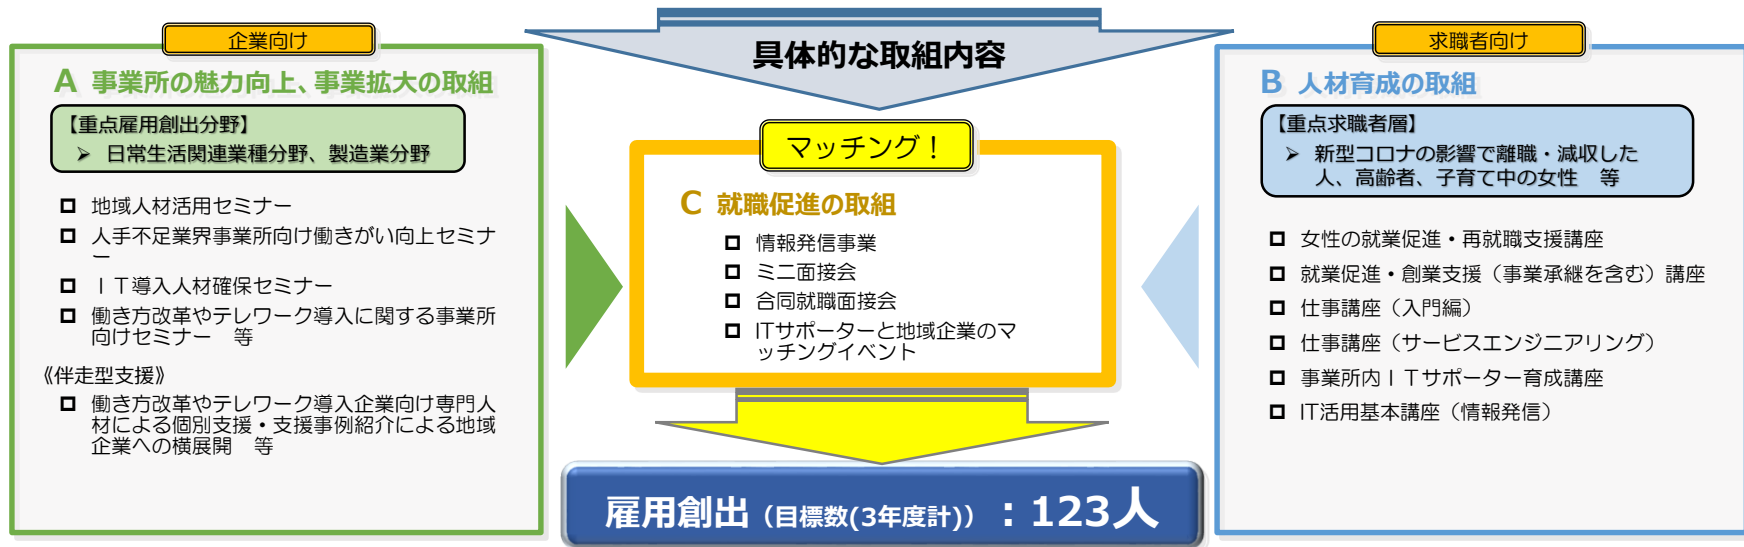 具体的な取組内容
企業向け
A 事業所の魅力向上、事業拡大の取組
【重点雇用創出分野】
➢ 日常生活関連業種分野、製造業分野
◻ 地域人材活用セミナー
◻ 人手不足業界事業所向け働きがい向上セミナ
ー
◻ ＩＴ導入人材確保セミナー
◻ 働き方改革やテレワーク導入に関する事業所
向けセミナー　等
《伴走型支援》
◻ 働き方改革やテレワーク導入企業向け専門人
材による個別支援・支援事例紹介による地域
企業への横展開　等
マッチング！
C 就職促進の取組
◻ 情報発信事業
◻ ミニ面接会
◻ 合同就職面接会
◻ ITサポーターと地域企業のマ
ッチングイベント
求職者向け
B 人材育成の取組
【重点求職者層】
➢ 新型コロナの影響で離職・減収した
人、高齢者、子育て中の女性　等
◻ 女性の就業促進・再就職支援講座
◻ 就業促進・創業支援（事業承継を含む）講座
◻ 仕事講座（入門編）
◻ 仕事講座（サービスエンジニアリング）
◻ 事業所内ＩＴサポーター育成講座
◻ IT活用基本講座（情報発信）
雇用創出（目標数(3年度計)）：123人